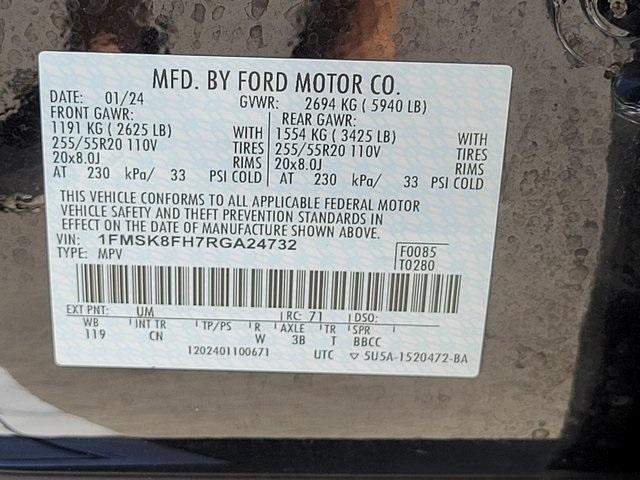 MFD. BY FORD MOTOR CO.
DATE: 01/24 GVWR: 2694 KG ( 5940 LB)
FRONT GAWR: REAR GAWR:
1191 KG ( 2625 LB) WITH 1554 KG ( 3425 LB) WITH
255/55R20 110V TIRES 255/55R20 110V TIRES
20x8.0J RIMS 20x8.0J RIMS
AT 230 kPa/ 33 PSI COLD AT 230 kPa/ 33 PSI COLD
THIS VEHICLE CONFORMS TO ALL APPLICABLE FEDERAL MOTOR
VEHICLE SAFETY AND THEFT PREVENTION STANDARDS IN
EFFECT ON THE DATE OF MANUFACTURE SHOWN ABOVE.
VIN: 1FMSK8FH7RGA24732
TYPE: MPV
F0085
T0280
EXT PNT: UM RC: 71 DSO:
WB INT TR TP/PS R AXLE TR SPR
119 CN W 3B T BBCC
1202401100671 UTC ▽ 5U5A-1520472-BA